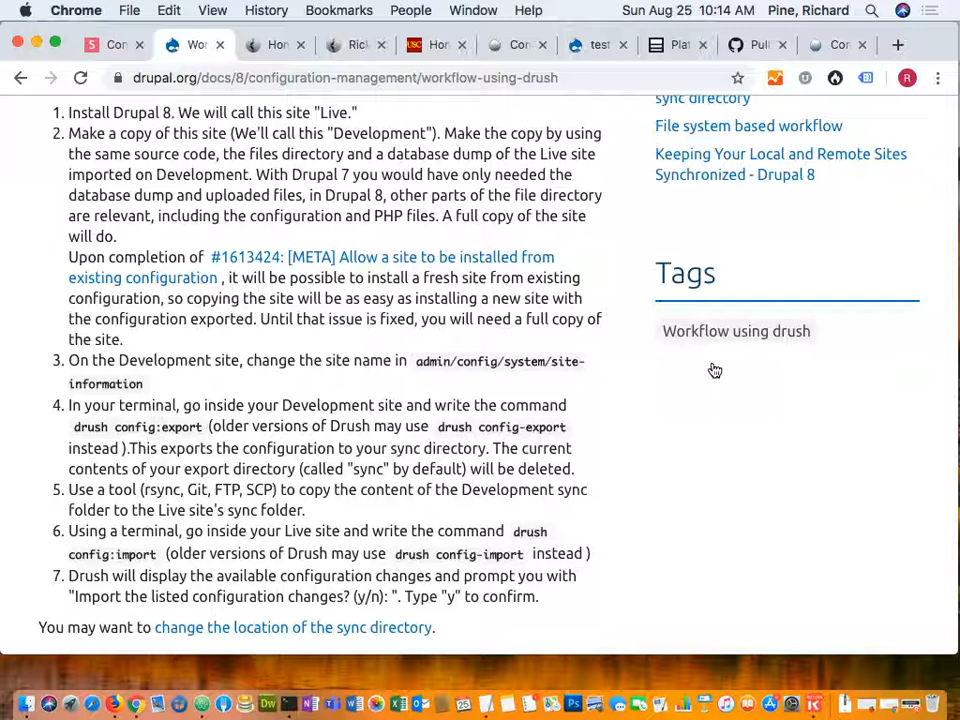 Chrome File Edit View History Bookmarks People Window Help Sun Aug 25 10:14 AM Pine, Richard
Con Wo Hon Rick Hor Con test Plat Pull Con
drupal.org/docs/8/configuration-management/workflow-using-drush
R
1. Install Drupal 8. We will call this site "Live."
2. Make a copy of this site (We'll call this "Development"). Make the copy by using
the same source code, the files directory and a database dump of the Live site
imported on Development. With Drupal 7 you would have only needed the
database dump and uploaded files, in Drupal 8, other parts of the file directory
are relevant, including the configuration and PHP files. A full copy of the site
will do.
Upon completion of #1613424: [META] Allow a site to be installed from
existing configuration , it will be possible to install a fresh site from existing
configuration, so copying the site will be as easy as installing a new site with
the configuration exported. Until that issue is fixed, you will need a full copy of
the site.
3. On the Development site, change the site name in admin/config/system/site-
information
4. In your terminal, go inside your Development site and write the command
drush config:export (older versions of Drush may use drush config-export
instead ).This exports the configuration to your sync directory. The current
contents of your export directory (called "sync" by default) will be deleted.
5. Use a tool (rsync, Git, FTP, SCP) to copy the content of the Development sync
folder to the Live site's sync folder.
6. Using a terminal, go inside your Live site and write the command drush
config:import (older versions of Drush may use drush config-import instead )
7. Drush will display the available configuration changes and prompt you with
"Import the listed configuration changes? (y/n): ". Type "y" to confirm.
You may want to change the location of the sync directory.
sync directory
File system based workflow
Keeping Your Local and Remote Sites
Synchronized - Drupal 8
Tags
Workflow using drush